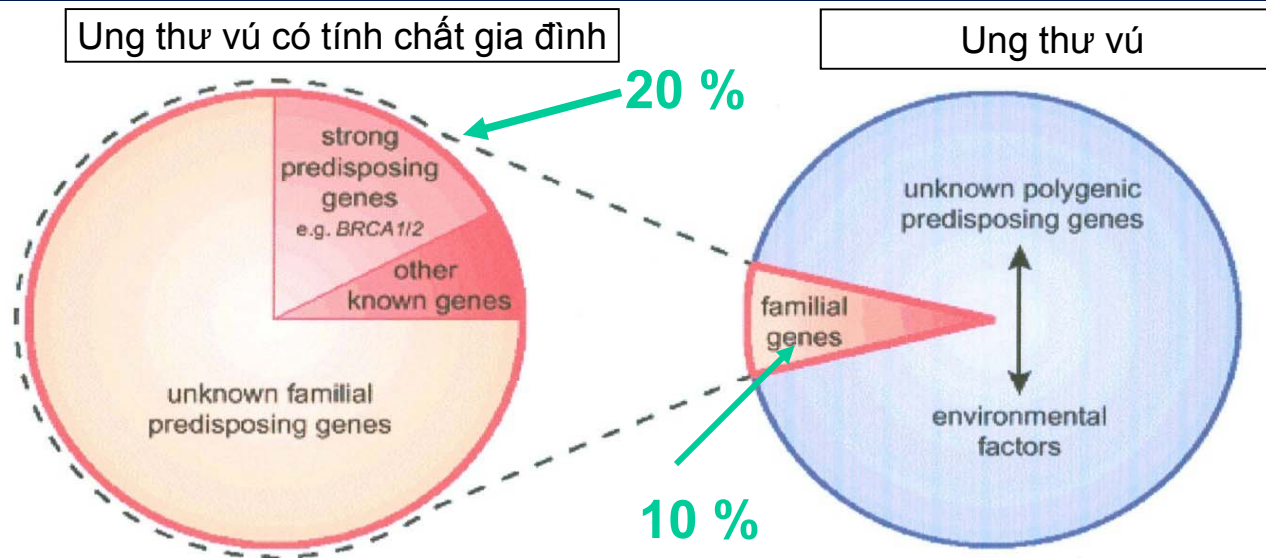 Ung thư vú có tính chất gia đình
Ung thư vú
20 %
strong
predisposing
genes
e.g. BRCA1/2
other
known genes
unknown familial
predisposing genes
unknown polygenic
predisposing genes
familial
genes
environmental
factors
10 %